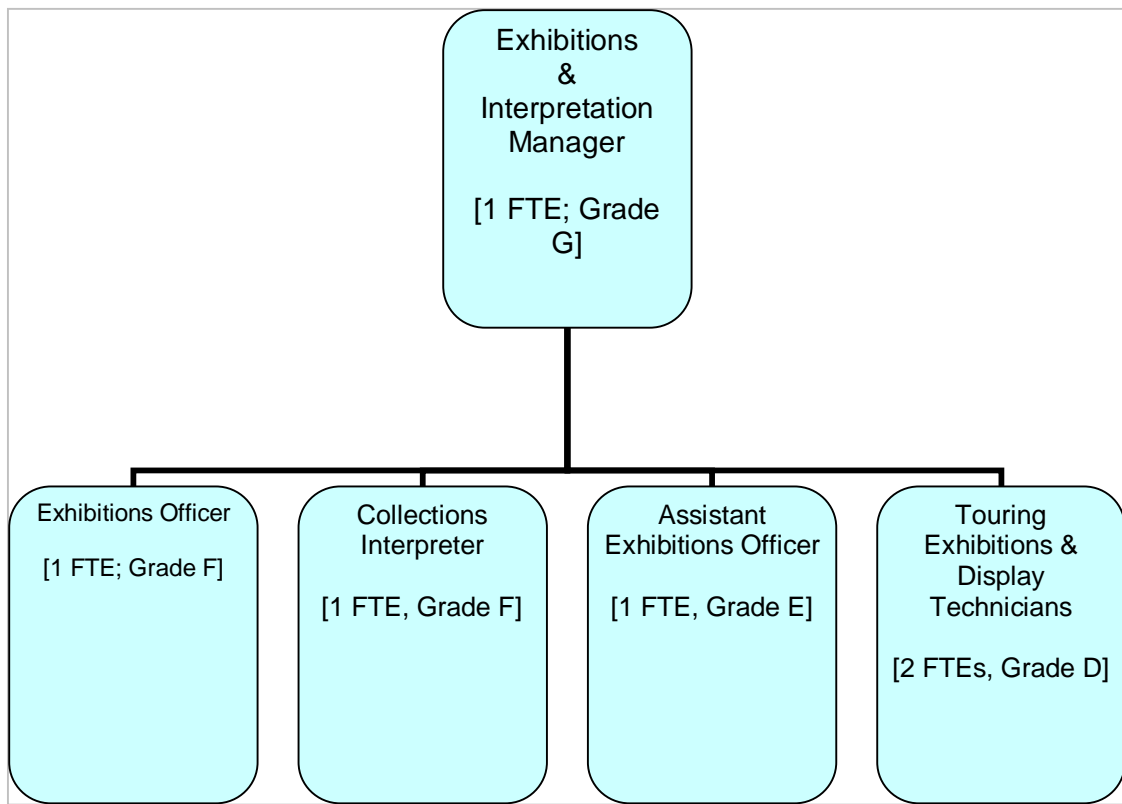 Exhibitions
&
Interpretation
Manager
[1 FTE; Grade
G]
Exhibitions Officer
[1 FTE; Grade F]
Collections
Interpreter
[1 FTE, Grade F]
Assistant
Exhibitions Officer
[1 FTE, Grade E]
Touring
Exhibitions &
Display
Technicians
[2 FTEs, Grade D]